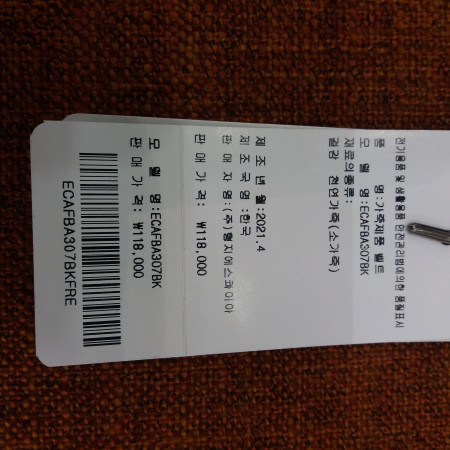 전기용품 및 생활용품 안전관리법에의한 품질표시
품 명:가죽제품 벨트
모 델 명:ECAFBA307BK
재료의종류:
겉감 천연가죽(소가죽)
제 조 년 월:2021.4
제 조 국 명:한국
판 매 자 명:(주)형지에스콰이아
판 매 가 격: ₩118,000
모 델 명:ECAFBA307BK
판 매 가 격: ₩118,000
ECAFBA307BKFRE